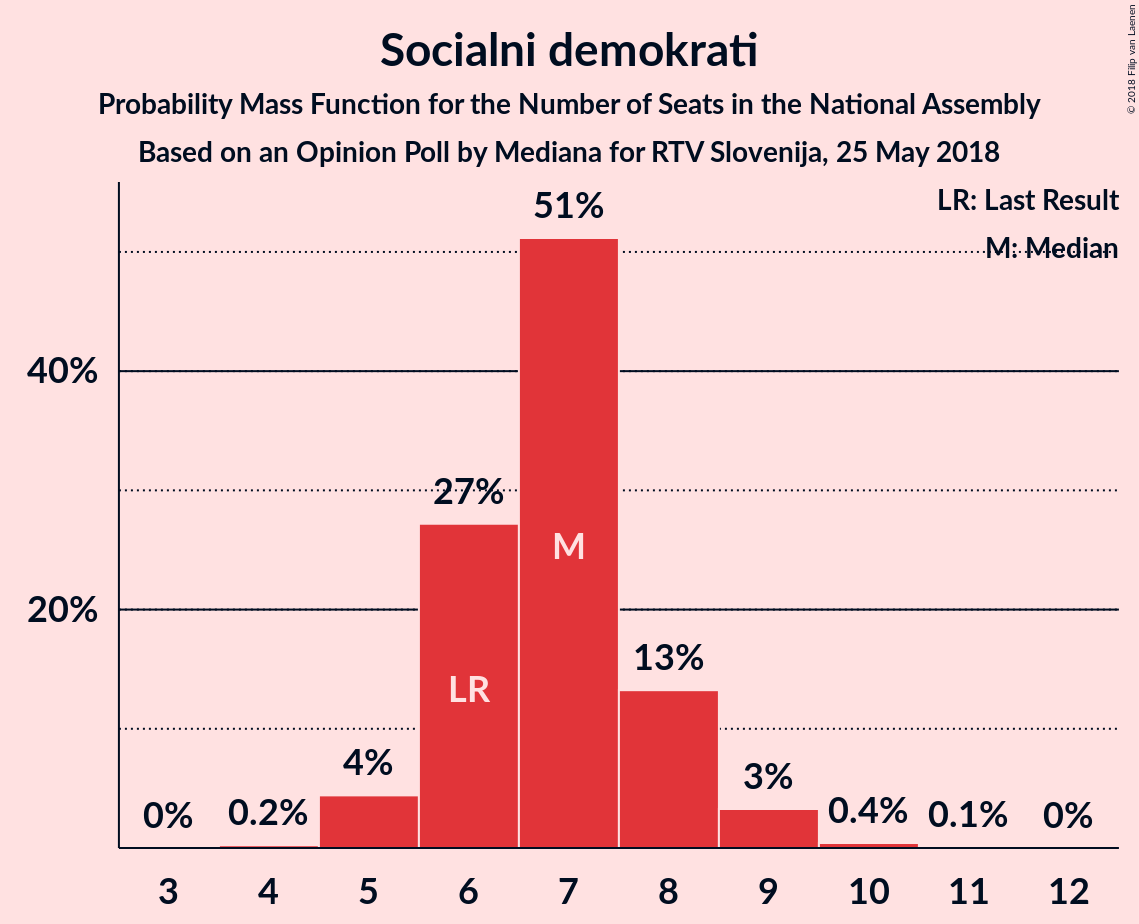 Socialni demokrati
Probability Mass Function for the Number of Seats in the National Assembly
Based on an Opinion Poll by Mediana for RTV Slovenija, 25 May 2018
© 2018 Filip van Laenen
LR: Last Result
M: Median
51%
40%
27%
M
20%
13%
LR
4%
3%
0% 0.2% 0.4% 0.1% 0%
3 4 5 6 7 8 9 10 11 12